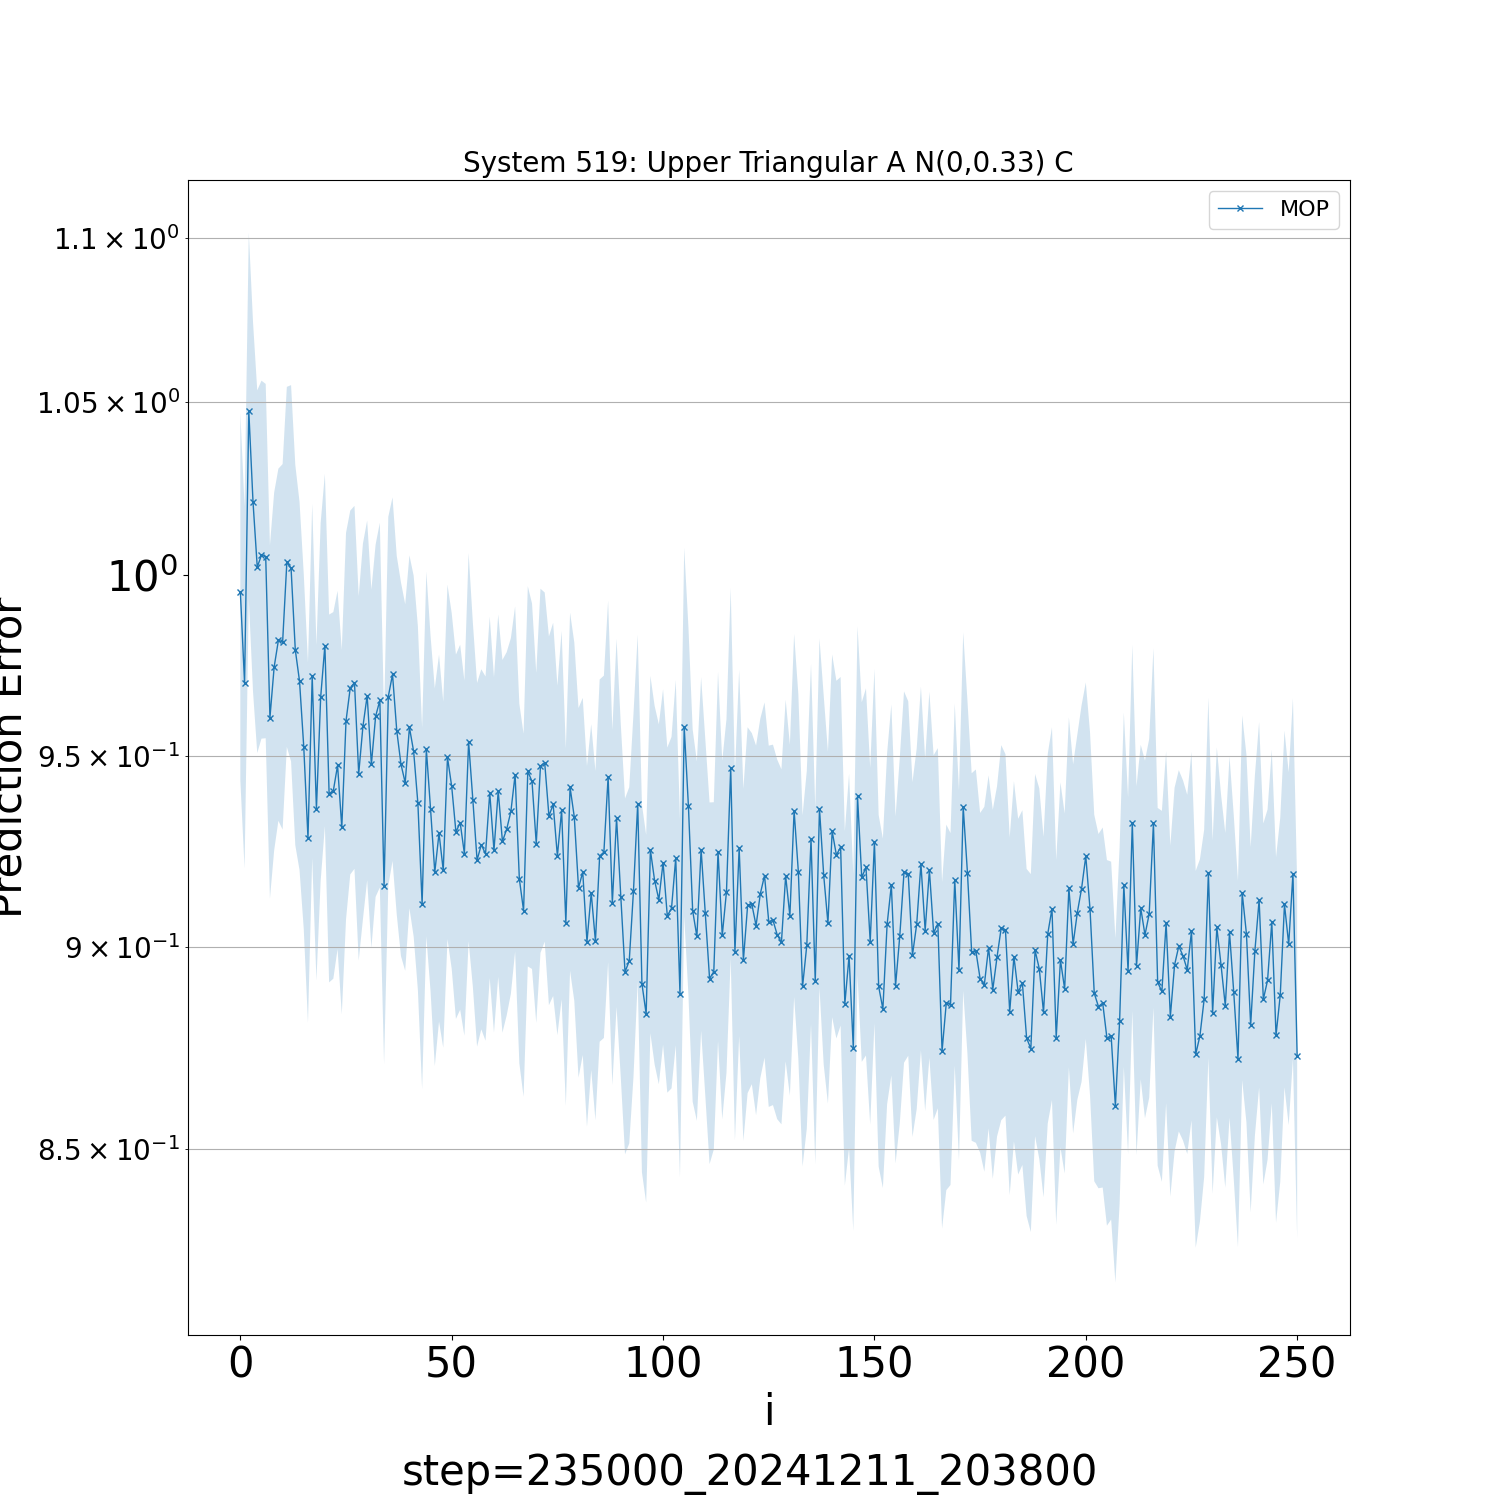 System 519: Upper Triangular A N(0,0.33) C
MOP
1.1 × 10⁰
1.05 × 10⁰
10⁰
9.5 × 10⁻¹
9 × 10⁻¹
8.5 × 10⁻¹
Prediction Error
0 50 100 150 200 250
i
step=235000_20241211_203800